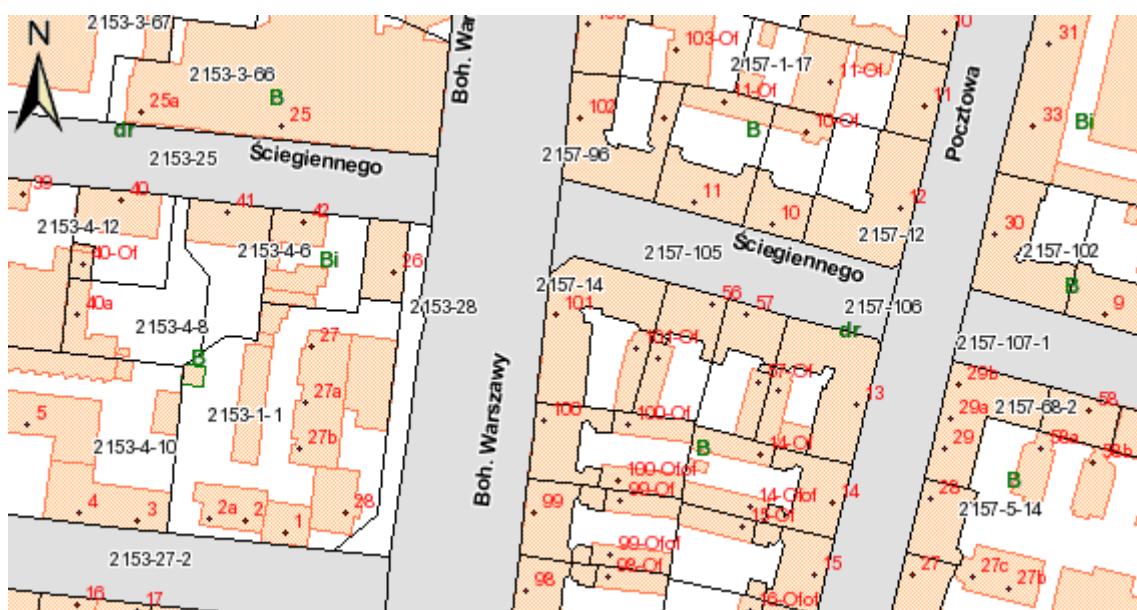 2153-3-67
103-Of
10
31
N
2153-3-66
2157-1-17
11-Of
Boh. War
Pocztowa
25a
B
11-Of
11
25
102
B
10-Of
33
Bi
dr
Ściegiennego
2153-25
2157-96
39
40
41
42
11
10
12
30
2153-4-12
2153-4-6
2157-12
2157-102
40-Of
Bi
26
2157-105
Ściegiennego
B
2157-14
40a
2153-28
101
56
57
2157-106
9
2153-4-8
dr
27
101-Of
2157-107-1
B
57-Of
29b
27a
13
2153-1-1
100
100-Of
29a
2157-68-2
58
5
Boh. Warszawy
27b
B
14-Of
29
58a
2153-4-10
100-Ofof
58b
99-Of
B
28
4
3
2a
2
1
28
99
14-Ofof
14
2157-5-14
15-Of
2153-27-2
99-Ofof
98-Of
15
27
27c
27b
16
17
98
16-Ofof